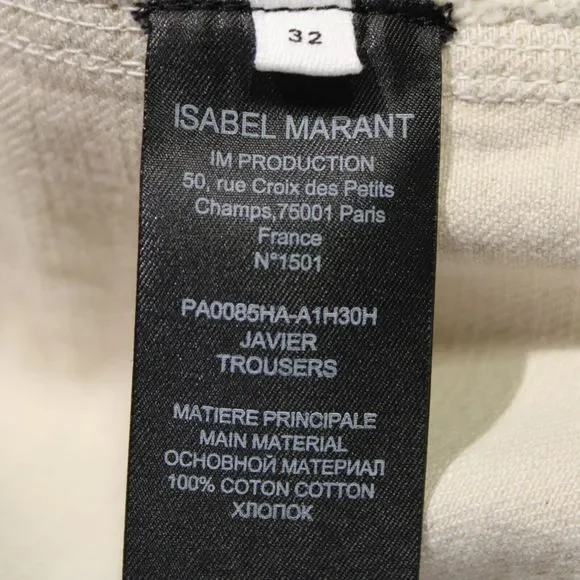 32
ISABEL MARANT
IM PRODUCTION
50, rue Croix des Petits
Champs,75001 Paris
France
N°1501
PA0085HA-A1H30H
JAVIER
TROUSERS
MATIERE PRINCIPALE
MAIN MATERIAL
ОСНОВНОЙ МАТЕРИАЛ
100% COTON COTTON
ХЛОПОК